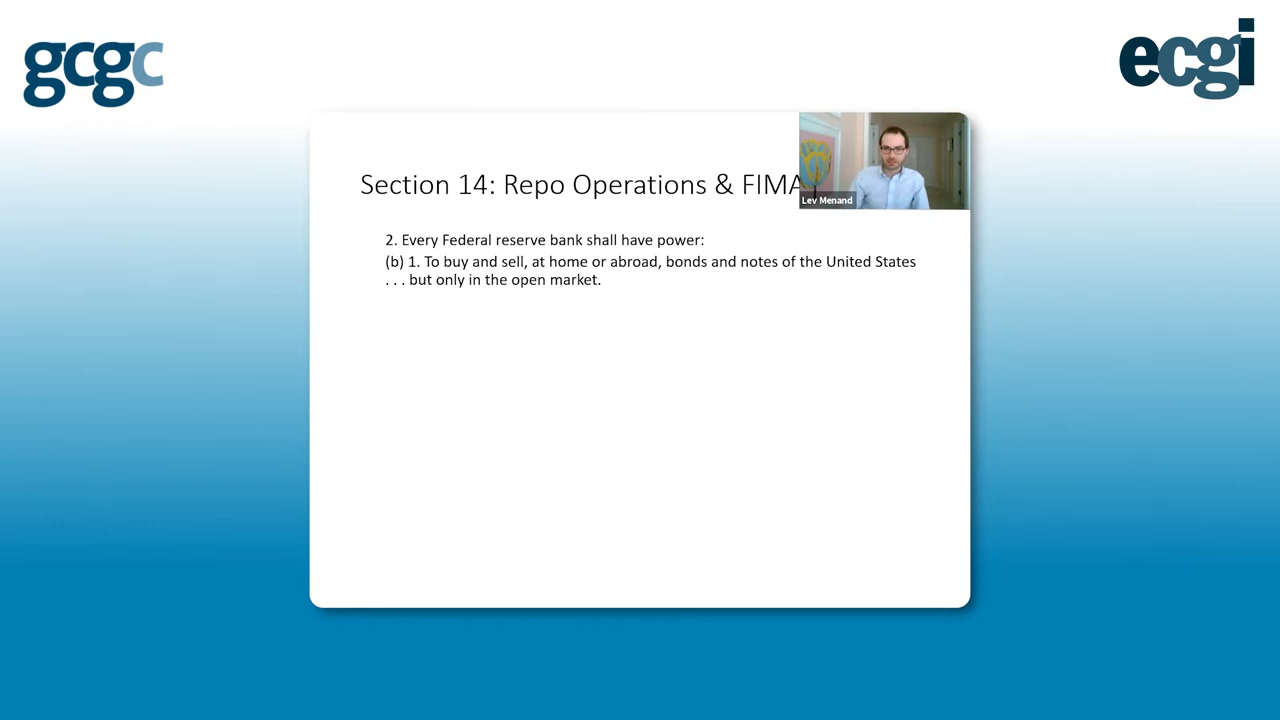 gcgc
ecgi
Section 14: Repo Operations & FIMA
Lev Menand
2. Every Federal reserve bank shall have power:
(b) 1. To buy and sell, at home or abroad, bonds and notes of the United States
. . . but only in the open market.